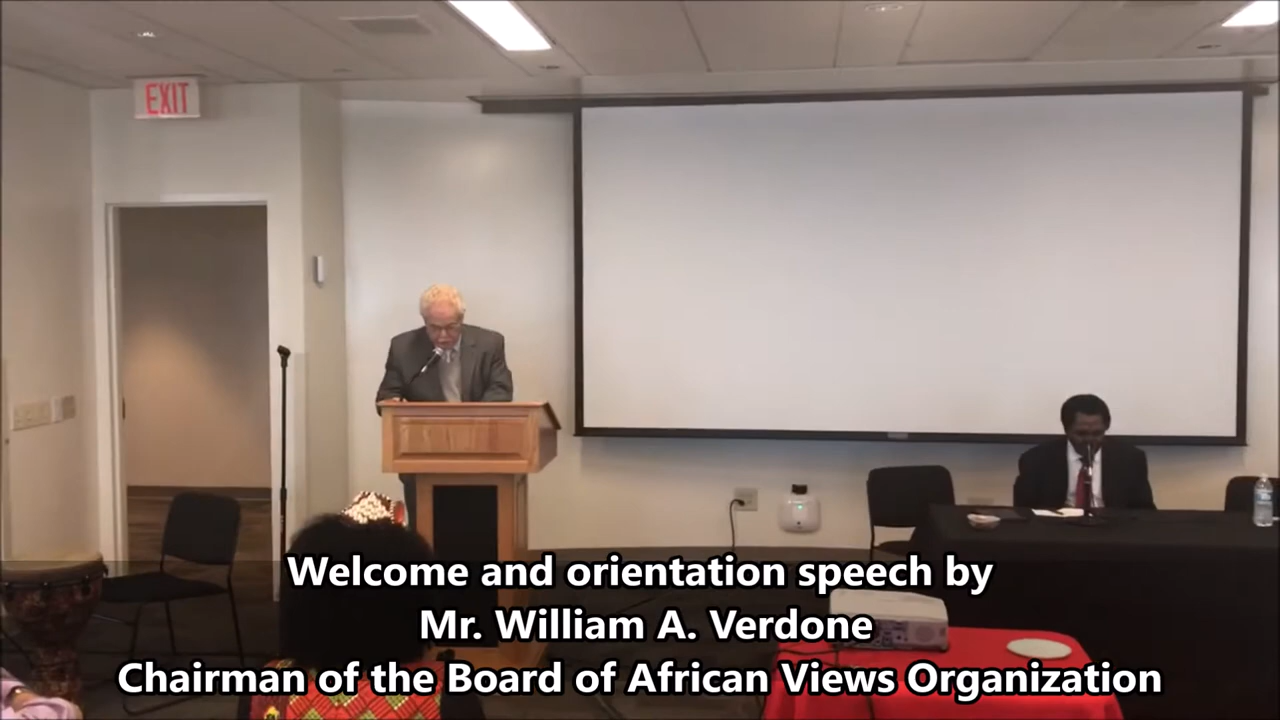 EXIT
Welcome and orientation speech by
Mr. William A. Verdone
Chairman of the Board of African Views Organization